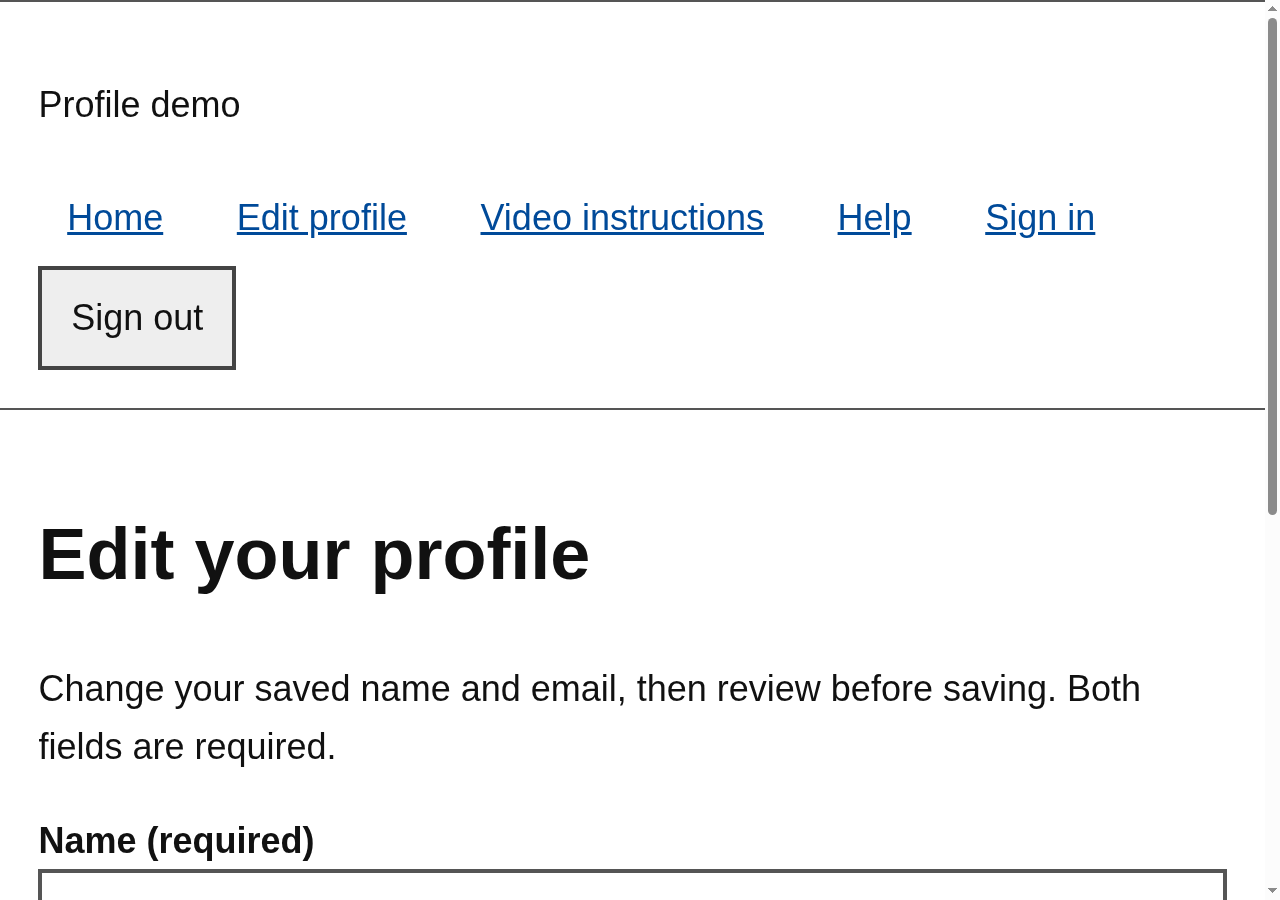 Profile demo
Home Edit profile Video instructions Help Sign in
Sign out
Edit your profile
Change your saved name and email, then review before saving. Both
fields are required.
Name (required)